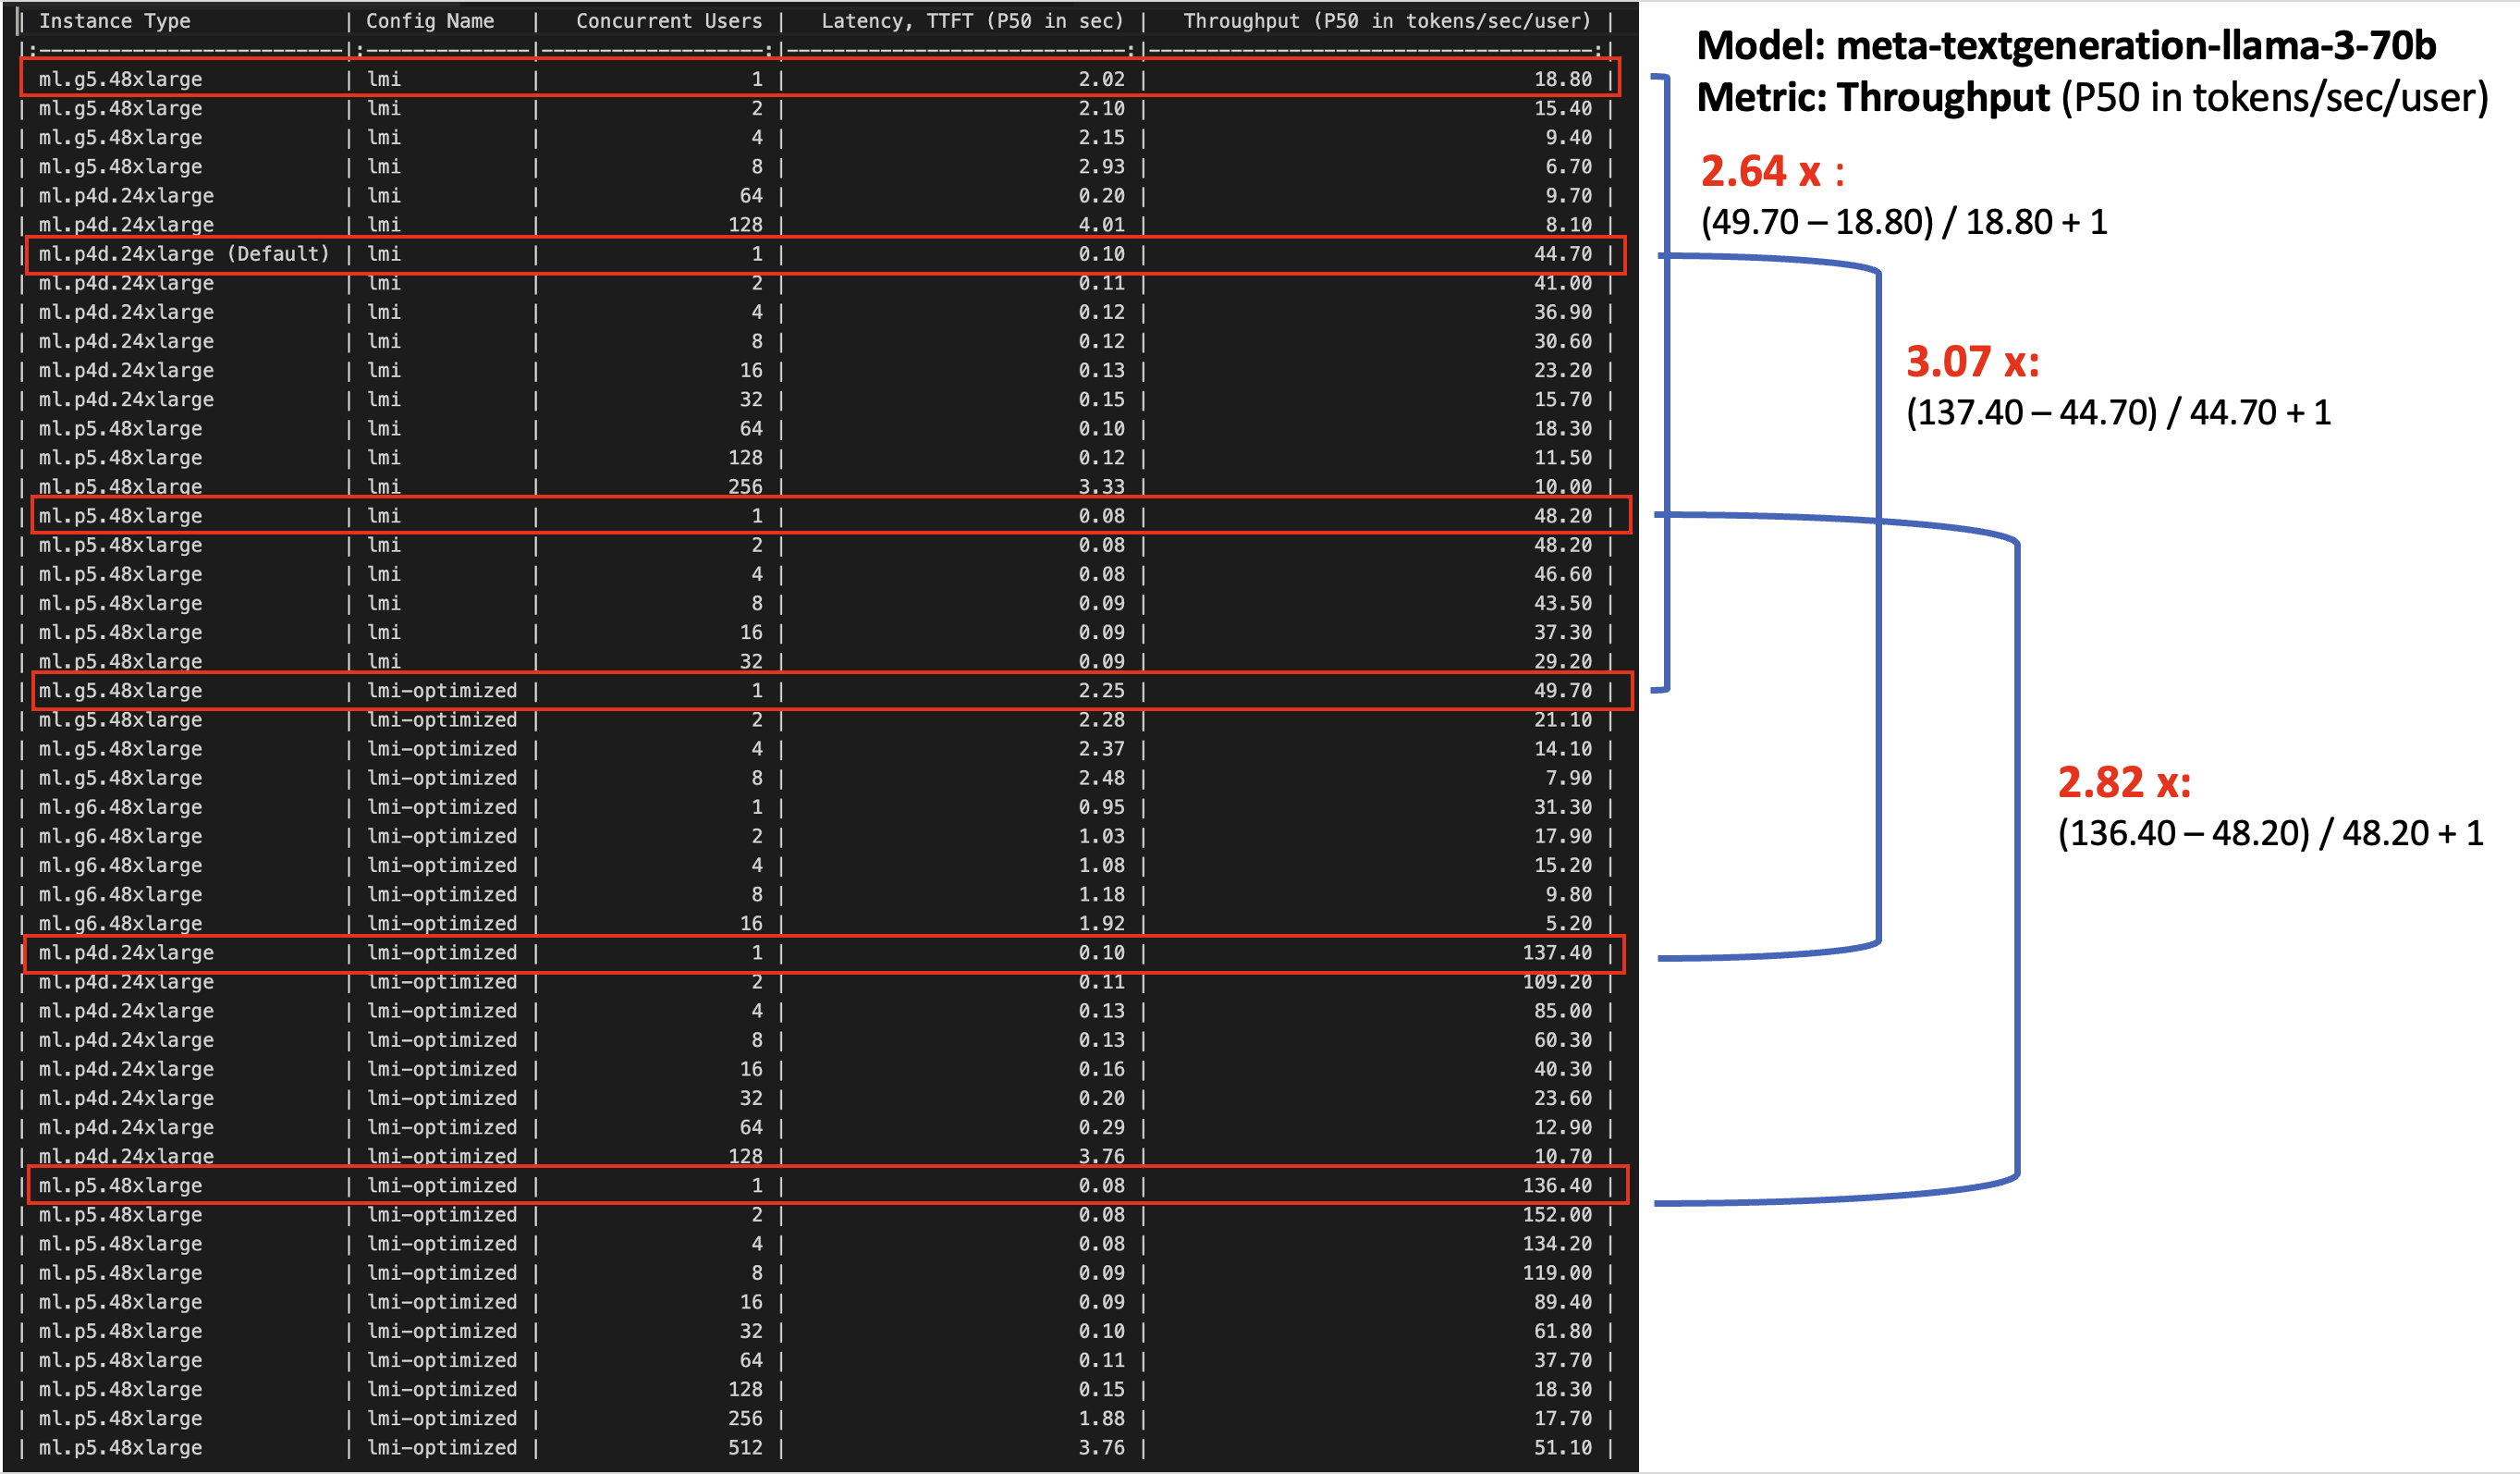 | Instance Type | Config Name | Concurrent Users | Latency, TTFT (P50 in sec) | Throughput (P50 in tokens/sec/user) |
|:--------------------------|:--------------|-------------------:|-----------------------------:|--------------------------------------:|
| ml.g5.48xlarge | lmi | 1 | 2.02 | 18.80 |
| ml.g5.48xlarge | lmi | 2 | 2.10 | 15.40 |
| ml.g5.48xlarge | lmi | 4 | 2.15 | 9.40 |
| ml.g5.48xlarge | lmi | 8 | 2.93 | 6.70 |
| ml.p4d.24xlarge | lmi | 64 | 0.20 | 9.70 |
| ml.p4d.24xlarge | lmi | 128 | 4.01 | 8.10 |
| ml.p4d.24xlarge (Default) | lmi | 1 | 0.10 | 44.70 |
| ml.p4d.24xlarge | lmi | 2 | 0.11 | 41.00 |
| ml.p4d.24xlarge | lmi | 4 | 0.12 | 36.90 |
| ml.p4d.24xlarge | lmi | 8 | 0.12 | 30.60 |
| ml.p4d.24xlarge | lmi | 16 | 0.13 | 23.20 |
| ml.p4d.24xlarge | lmi | 32 | 0.15 | 15.70 |
| ml.p5.48xlarge | lmi | 64 | 0.10 | 18.30 |
| ml.p5.48xlarge | lmi | 128 | 0.12 | 11.50 |
| ml.p5.48xlarge | lmi | 256 | 3.33 | 10.00 |
| ml.p5.48xlarge | lmi | 1 | 0.08 | 48.20 |
| ml.p5.48xlarge | lmi | 2 | 0.08 | 48.20 |
| ml.p5.48xlarge | lmi | 4 | 0.08 | 46.60 |
| ml.p5.48xlarge | lmi | 8 | 0.09 | 43.50 |
| ml.p5.48xlarge | lmi | 16 | 0.09 | 37.30 |
| ml.p5.48xlarge | lmi | 32 | 0.09 | 29.20 |
| ml.g5.48xlarge | lmi-optimized | 1 | 2.25 | 49.70 |
| ml.g5.48xlarge | lmi-optimized | 2 | 2.28 | 21.10 |
| ml.g5.48xlarge | lmi-optimized | 4 | 2.37 | 14.10 |
| ml.g5.48xlarge | lmi-optimized | 8 | 2.48 | 7.90 |
| ml.g6.48xlarge | lmi-optimized | 1 | 0.95 | 31.30 |
| ml.g6.48xlarge | lmi-optimized | 2 | 1.03 | 17.90 |
| ml.g6.48xlarge | lmi-optimized | 4 | 1.08 | 15.20 |
| ml.g6.48xlarge | lmi-optimized | 8 | 1.18 | 9.80 |
| ml.g6.48xlarge | lmi-optimized | 16 | 1.92 | 5.20 |
| ml.p4d.24xlarge | lmi-optimized | 1 | 0.10 | 137.40 |
| ml.p4d.24xlarge | lmi-optimized | 2 | 0.11 | 109.20 |
| ml.p4d.24xlarge | lmi-optimized | 4 | 0.13 | 85.00 |
| ml.p4d.24xlarge | lmi-optimized | 8 | 0.13 | 60.30 |
| ml.p4d.24xlarge | lmi-optimized | 16 | 0.16 | 40.30 |
| ml.p4d.24xlarge | lmi-optimized | 32 | 0.20 | 23.60 |
| ml.p4d.24xlarge | lmi-optimized | 64 | 0.29 | 12.90 |
| ml.p4d.24xlarge | lmi-optimized | 128 | 3.76 | 10.70 |
| ml.p5.48xlarge | lmi-optimized | 1 | 0.08 | 136.40 |
| ml.p5.48xlarge | lmi-optimized | 2 | 0.08 | 152.00 |
| ml.p5.48xlarge | lmi-optimized | 4 | 0.08 | 134.20 |
| ml.p5.48xlarge | lmi-optimized | 8 | 0.09 | 119.00 |
| ml.p5.48xlarge | lmi-optimized | 16 | 0.09 | 89.40 |
| ml.p5.48xlarge | lmi-optimized | 32 | 0.10 | 61.80 |
| ml.p5.48xlarge | lmi-optimized | 64 | 0.11 | 37.70 |
| ml.p5.48xlarge | lmi-optimized | 128 | 0.15 | 18.30 |
| ml.p5.48xlarge | lmi-optimized | 256 | 1.88 | 17.70 |
| ml.p5.48xlarge | lmi-optimized | 512 | 3.76 | 51.10 |
Model: meta-textgeneration-llama-3-70b
Metric: Throughput (P50 in tokens/sec/user)
2.64 x :
(49.70 – 18.80) / 18.80 + 1
3.07 x:
(137.40 – 44.70) / 44.70 + 1
2.82 x:
(136.40 – 48.20) / 48.20 + 1